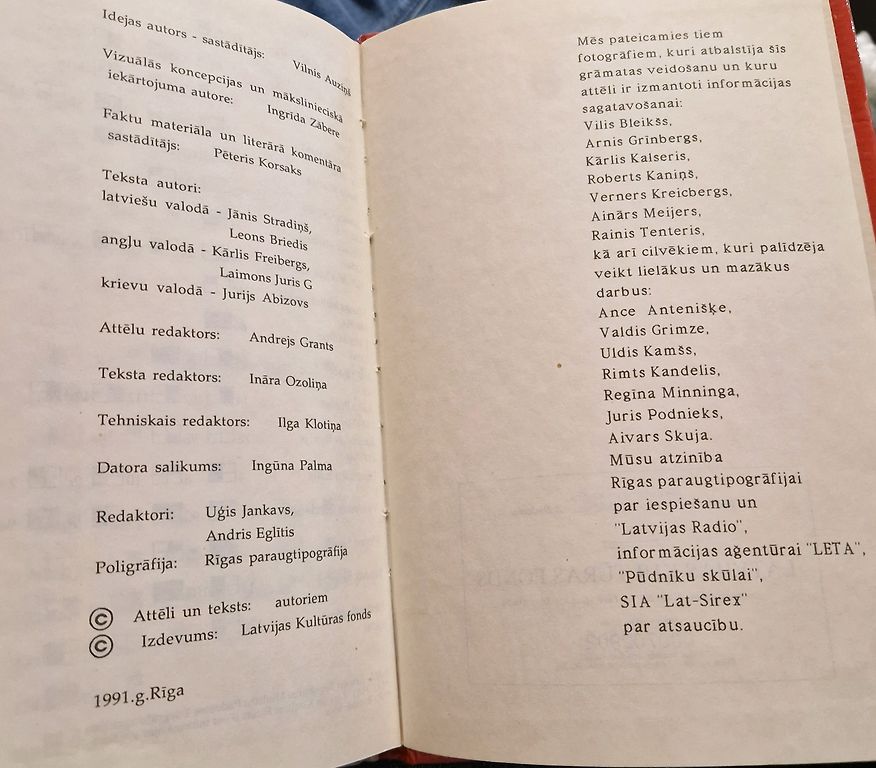 Idejas autors - sastādītājs: Vilnis Auziņš
Vizuālās koncepcijas un mākslinieciskā
iekārtojuma autore: Ingrīda Zābere
Faktu materiāla un literārā komentāra
sastādītājs: Pēteris Korsaks
Teksta autori:
latviešu valodā - Jānis Stradiņš,
Leons Briedis
angļu valodā - Kārlis Freibergs,
Laimons Juris G
krievu valodā - Jurijs Abizovs
Attēlu redaktors: Andrejs Grants
Teksta redaktors: Ināra Ozoliņa
Tehniskais redaktors: Ilga Klotiņa
Datora salikums: Ingūna Palma
Redaktori: Uģis Jankavs,
Andris Eglītis
Poligrāfija: Rīgas paraugtipogrāfija
© Attēli un teksts: autoriem
© Izdevums: Latvijas Kultūras fonds
1991.g.Rīga
Mēs pateicamies tiem
fotogrāfiem, kuri atbalstīja šīs
grāmatas veidošanu un kuru
attēli ir izmantoti informācijas
sagatavošanai:
Vilis Bleikšs,
Arnis Grīnbergs,
Kārlis Kalseris,
Roberts Kaniņš,
Verners Kreicbergs,
Ainārs Meijers,
Rainis Tenteris,
kā arī cilvēkiem, kuri palīdzēja
veikt lielākus un mazākus
darbus:
Ance Anteniške,
Valdis Grimze,
Uldis Kamšs,
Rimts Kandelis,
Regīna Minninga,
Juris Podnieks,
Aivars Skuja.
Mūsu atzinība
Rīgas paraugtipogrāfijai
par iespiešanu un
"Latvijas Radio",
informācijas aģentūrai "LETA",
"Pūdnīku skūlai",
SIA "Lat-Sirex"
par atsaucību.